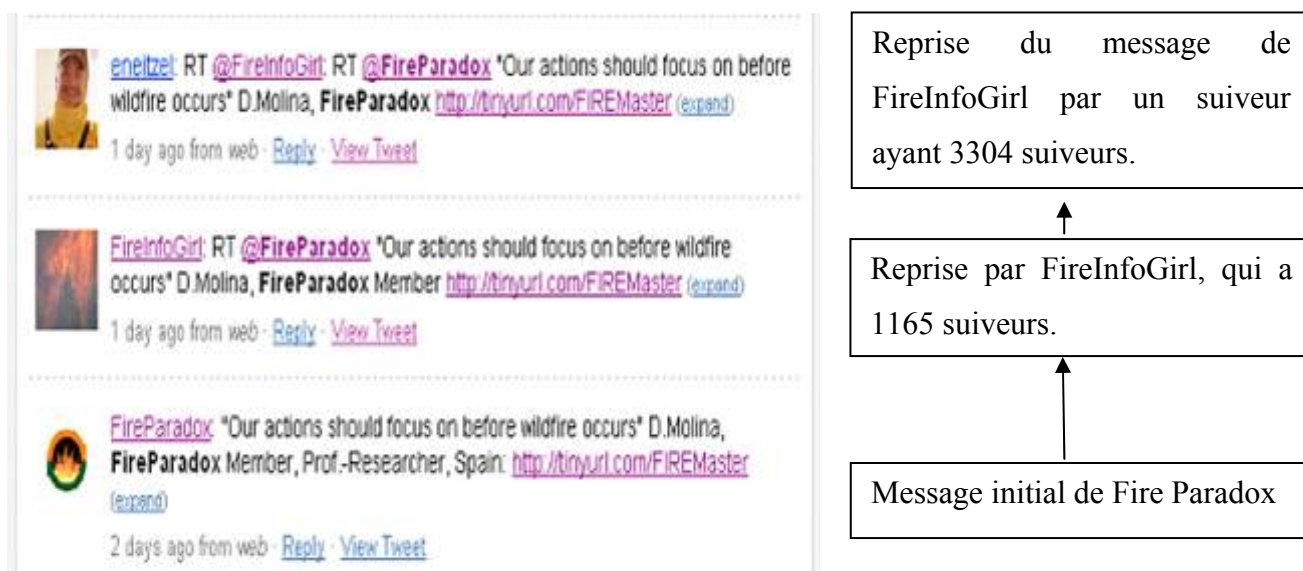 eneitzel: RT @FireInfoGirl: RT @FireParadox "Our actions should focus on before
wildfire occurs" D.Molina, FireParadox http://tinyurl.com/FIREMaster (expand)
1 day ago from web · Reply · View Tweet
FireInfoGirl: RT @FireParadox "Our actions should focus on before wildfire
occurs" D.Molina, FireParadox Member http://tinyurl.com/FIREMaster (expand)
1 day ago from web · Reply · View Tweet
FireParadox: "Our actions should focus on before wildfire occurs" D.Molina,
FireParadox Member, Prof.-Researcher, Spain: http://tinyurl.com/FIREMaster
(expand)
2 days ago from web · Reply · View Tweet
Reprise du message de
FireInfoGirl par un suiveur
ayant 3304 suiveurs.
Reprise par FireInfoGirl, qui a
1165 suiveurs.
Message initial de Fire Paradox